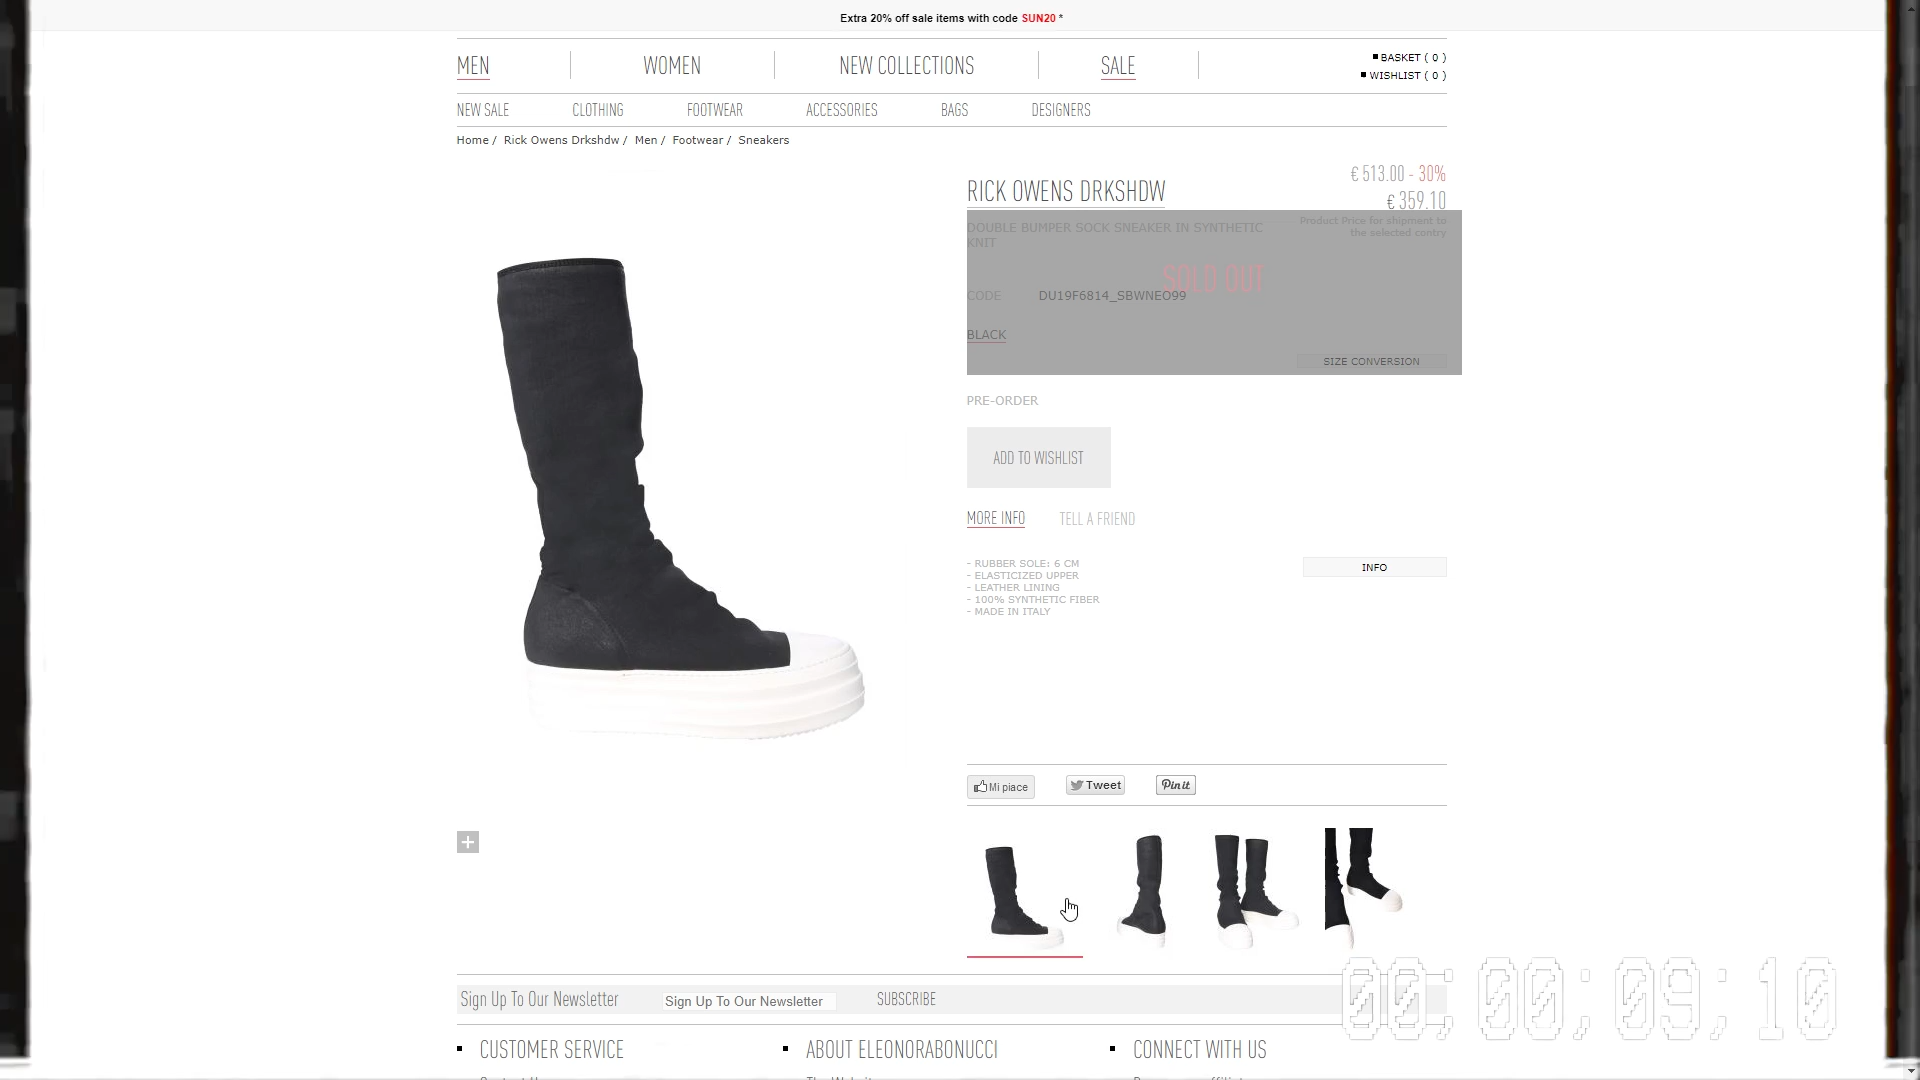 Extra 20% off sale items with code SUN20 *
MEN
WOMEN
NEW COLLECTIONS
SALE
BASKET ( 0 )
WISHLIST ( 0 )
NEW SALE
CLOTHING
FOOTWEAR
ACCESSORIES
BAGS
DESIGNERS
Home / Rick Owens Drkshdw / Men / Footwear / Sneakers
€ 513.00 - 30%
RICK OWENS DRKSHDW
€ 359.10
DOUBLE BUMPER SOCK SNEAKER IN SYNTHETIC
KNIT
Product Price for shipment to
the selected contry
SOLD OUT
CODE DU19F6814_SBWNEO99
BLACK
SIZE CONVERSION
PRE-ORDER
ADD TO WISHLIST
MORE INFO
TELL A FRIEND
- RUBBER SOLE: 6 CM
- ELASTICIZED UPPER
- LEATHER LINING
- 100% SYNTHETIC FIBER
- MADE IN ITALY
INFO
Mi piace
Tweet
Pin it
Sign Up To Our Newsletter
Sign Up To Our Newsletter
SUBSCRIBE
00;00;09;10
CUSTOMER SERVICE
ABOUT ELEONORABONUCCI
CONNECT WITH US